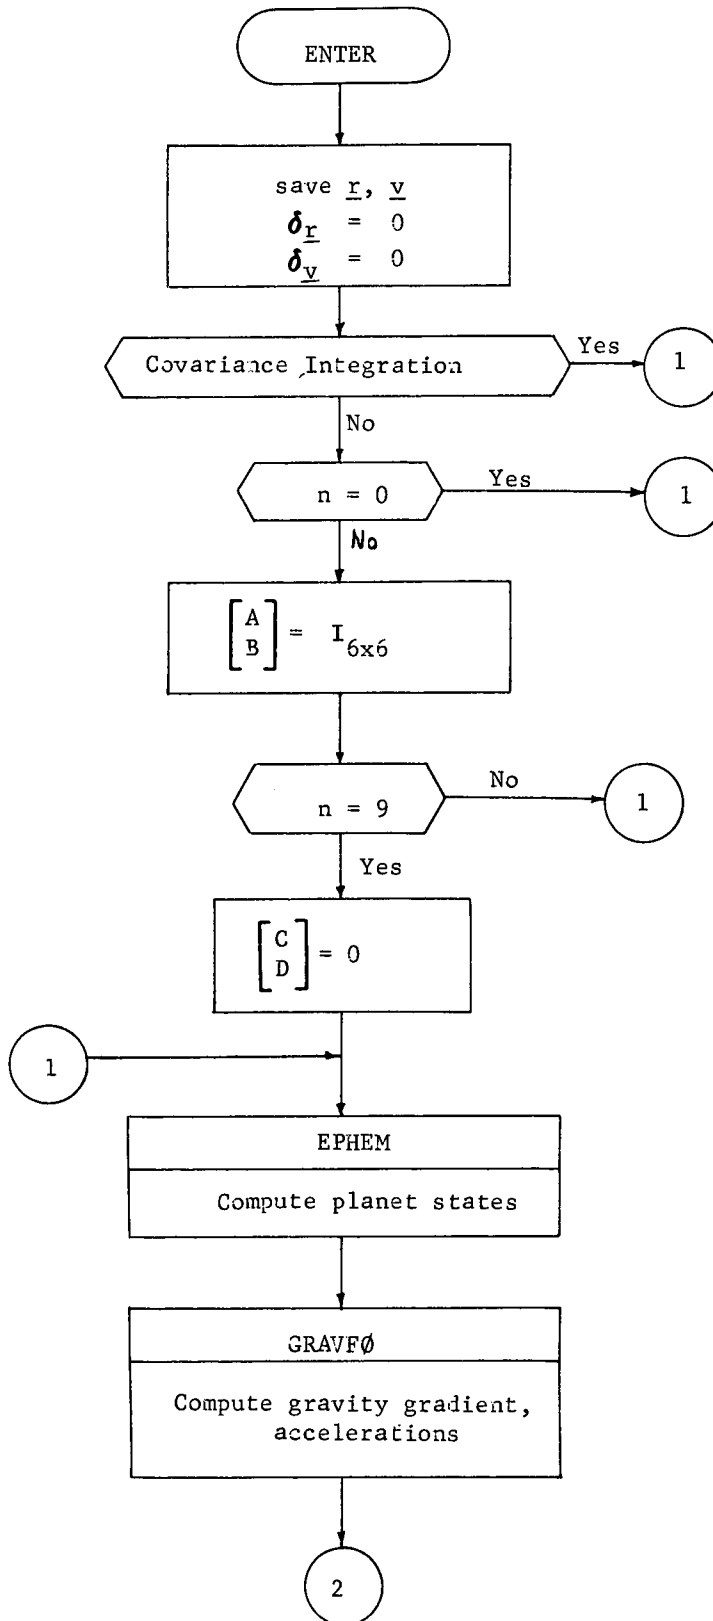 ENTER
save r, v
δr = 0
δv = 0
Covariance Integration
Yes
1
No
n = 0
Yes
1
No
[A
B] = I6x6
n = 9
No
1
Yes
[C
D] = 0
1
EPHEM
Compute planet states
GRAVFØ
Compute gravity gradient,
accelerations
2